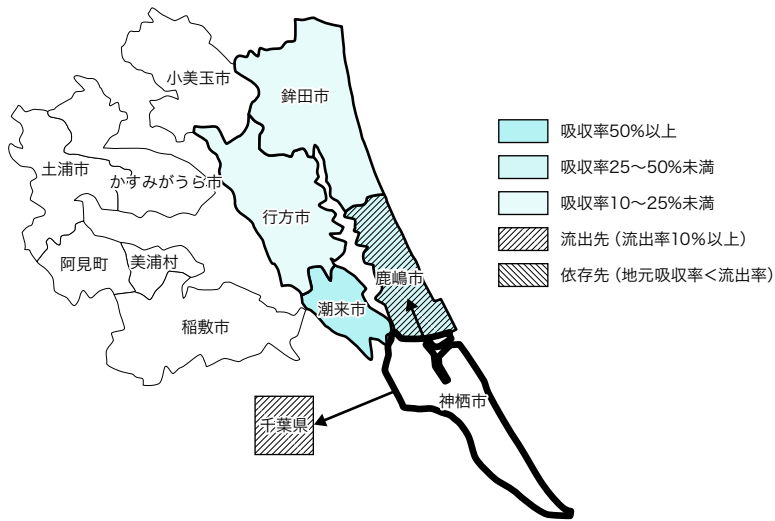 小美玉市
鉾田市
土浦市
かすみがうら市
行方市
阿見町
美浦村
鹿嶋市
潮来市
稲敷市
千葉県
神栖市
吸収率50%以上
吸収率25〜50%未満
吸収率10〜25%未満
流出先（流出率10％以上）
依存先（地元吸収率＜流出率）